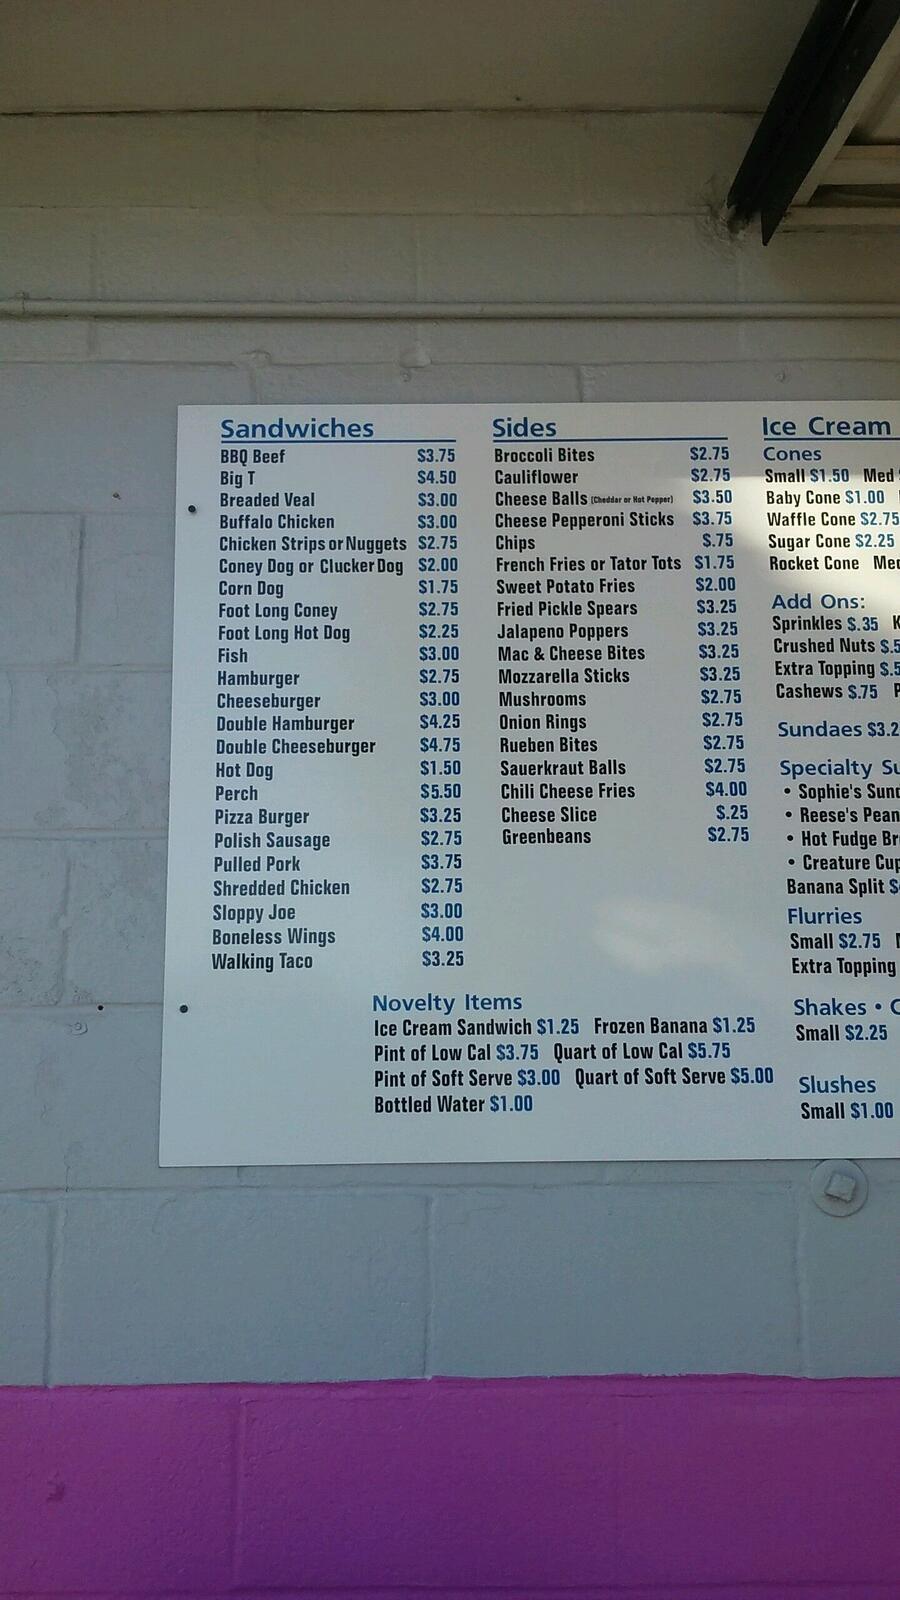 Sandwiches
BBQ Beef $3.75
Big T $4.50
Breaded Veal $3.00
Buffalo Chicken $3.00
Chicken Strips or Nuggets $2.75
Coney Dog or Clucker Dog $2.00
Corn Dog $1.75
Foot Long Coney $2.75
Foot Long Hot Dog $2.25
Fish $3.00
Hamburger $2.75
Cheeseburger $3.00
Double Hamburger $4.25
Double Cheeseburger $4.75
Hot Dog $1.50
Perch $5.50
Pizza Burger $3.25
Polish Sausage $2.75
Pulled Pork $3.75
Shredded Chicken $2.75
Sloppy Joe $3.00
Boneless Wings $4.00
Walking Taco $3.25
Sides
Broccoli Bites $2.75
Cauliflower $2.75
Cheese Balls (Cheddar or Hot Pepper) $3.50
Cheese Pepperoni Sticks $3.75
Chips $.75
French Fries or Tator Tots $1.75
Sweet Potato Fries $2.00
Fried Pickle Spears $3.25
Jalapeno Poppers $3.25
Mac & Cheese Bites $3.25
Mozzarella Sticks $3.25
Mushrooms $2.75
Onion Rings $2.75
Rueben Bites $2.75
Sauerkraut Balls $2.75
Chili Cheese Fries $4.00
Cheese Slice $.25
Greenbeans $2.75
Novelty Items
Ice Cream Sandwich $1.25 Frozen Banana $1.25
Pint of Low Cal $3.75 Quart of Low Cal $5.75
Pint of Soft Serve $3.00 Quart of Soft Serve $5.00
Bottled Water $1.00
Ice Cream
Cones
Small $1.50 Med
Baby Cone $1.00
Waffle Cone $2.75
Sugar Cone $2.25
Rocket Cone Med
Add Ons:
Sprinkles $.35 K
Crushed Nuts $.5
Extra Topping $.5
Cashews $.75 P
Sundaes $3.2
Specialty Su
• Sophie's Sund
• Reese's Pean
• Hot Fudge Br
• Creature Cup
Banana Split $
Flurries
Small $2.75
Extra Topping
Shakes •
Small $2.25
Slushes
Small $1.00